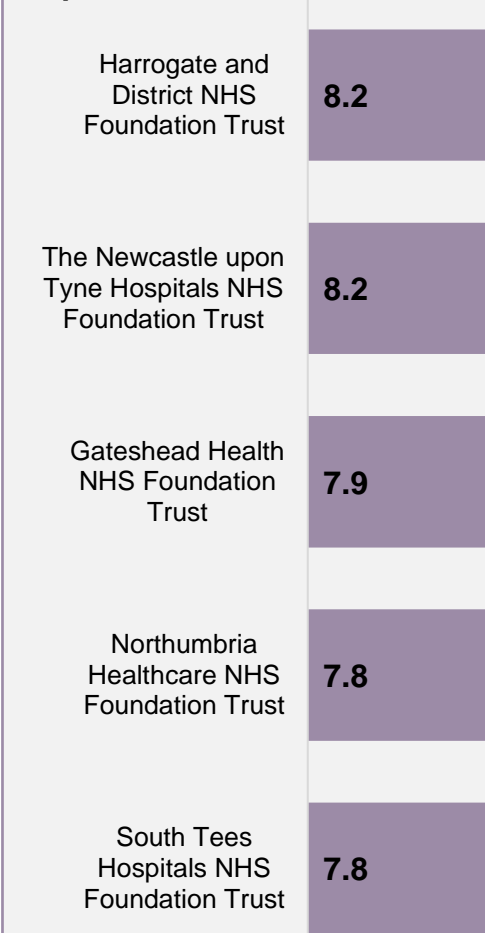 Harrogate and
District NHS
Foundation Trust
8.2
The Newcastle upon
Tyne Hospitals NHS
Foundation Trust
8.2
Gateshead Health
NHS Foundation
Trust
7.9
Northumbria
Healthcare NHS
Foundation Trust
7.8
South Tees
Hospitals NHS
Foundation Trust
7.8